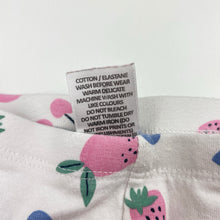 COTTON / ELASTANE
WASH BEFORE WEAR
WARM DELICATE
MACHINE WASH WITH
LIKE COLOURS
DO NOT BLEACH
DO NOT TUMBLE DRY
WARM IRON (DO
NOT IRON PRINTS OR